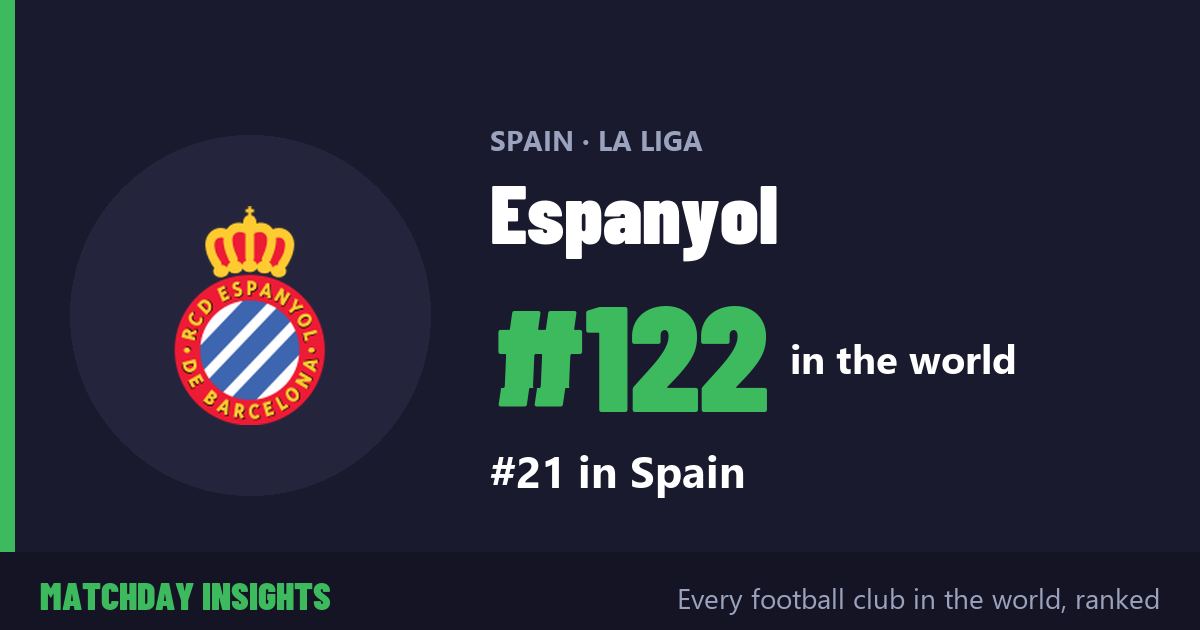 SPAIN · LA LIGA
Espanyol
#122 in the world
#21 in Spain
· RCD ESPANYOL ·
DE BARCELONA
MATCHDAY INSIGHTS
Every football club in the world, ranked